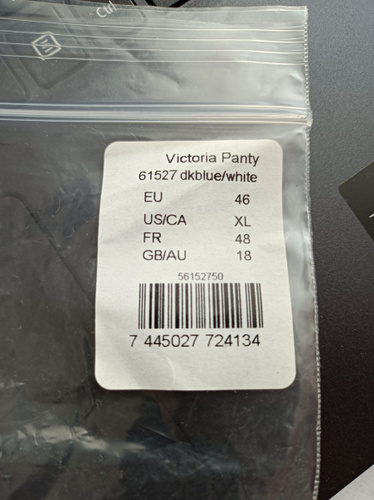 Ctrl
Victoria Panty
61527 dkblue/white
EU 46
US/CA XL
FR 48
GB/AU 18
56152750
7 445027 724134